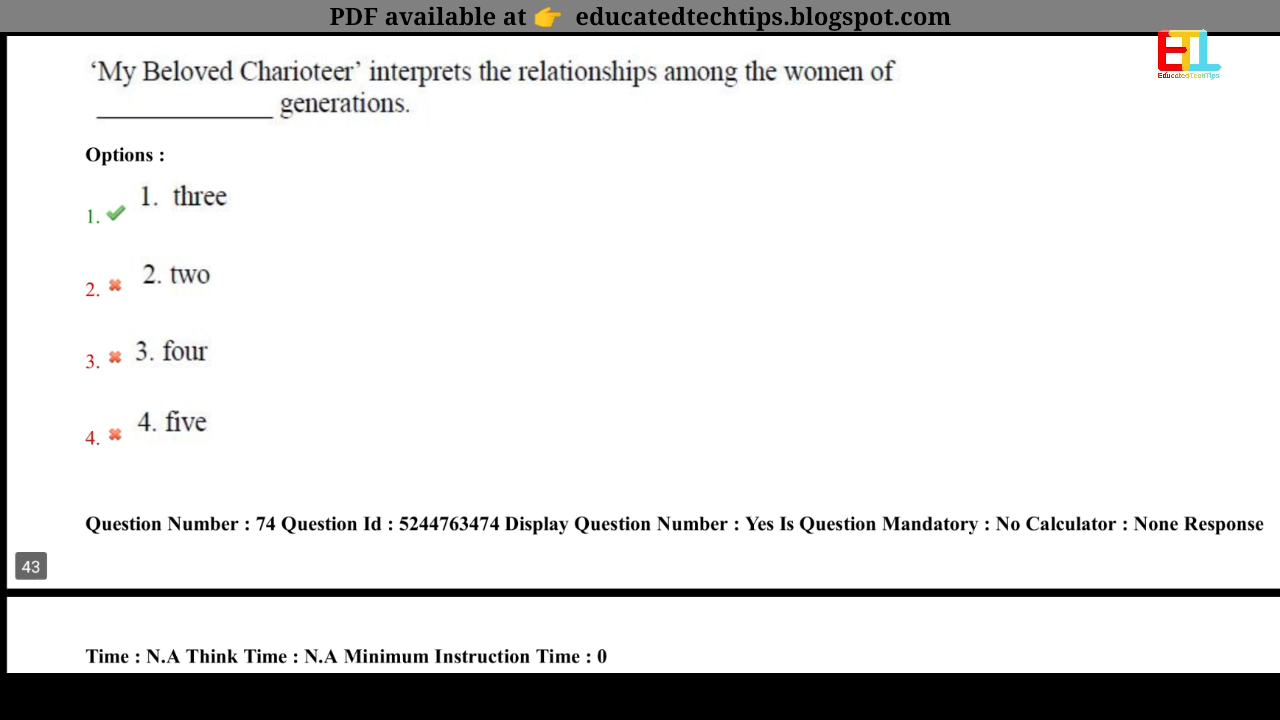 PDF available at 👉 educatedtechtips.blogspot.com
ETL
EducatedTechTips
‘My Beloved Charioteer’ interprets the relationships among the women of
_____________ generations.
Options :
1. 1. three
2. 2. two
3. 3. four
4. 4. five
Question Number : 74 Question Id : 5244763474 Display Question Number : Yes Is Question Mandatory : No Calculator : None Response
43
Time : N.A Think Time : N.A Minimum Instruction Time : 0